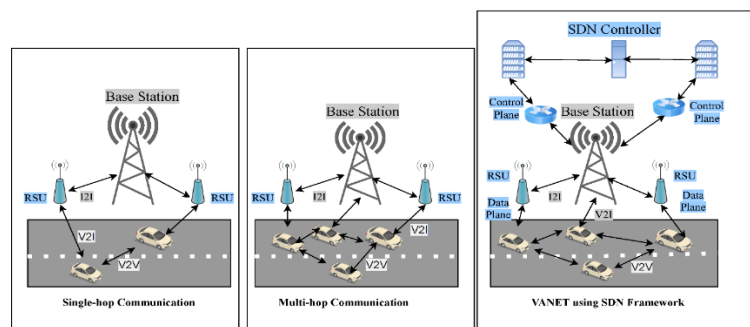 Base Station
RSU
I2I
RSU
V2I
V2V
Single-hop Communication
Base Station
RSU
I2I
RSU
V2I
V2V
Multi-hop Communication
SDN Controller
Control
Plane
Control
Plane
Base Station
RSU
RSU
I2I
Data
Plane
V2I
Data
Plane
V2V
VANET using SDN Framework